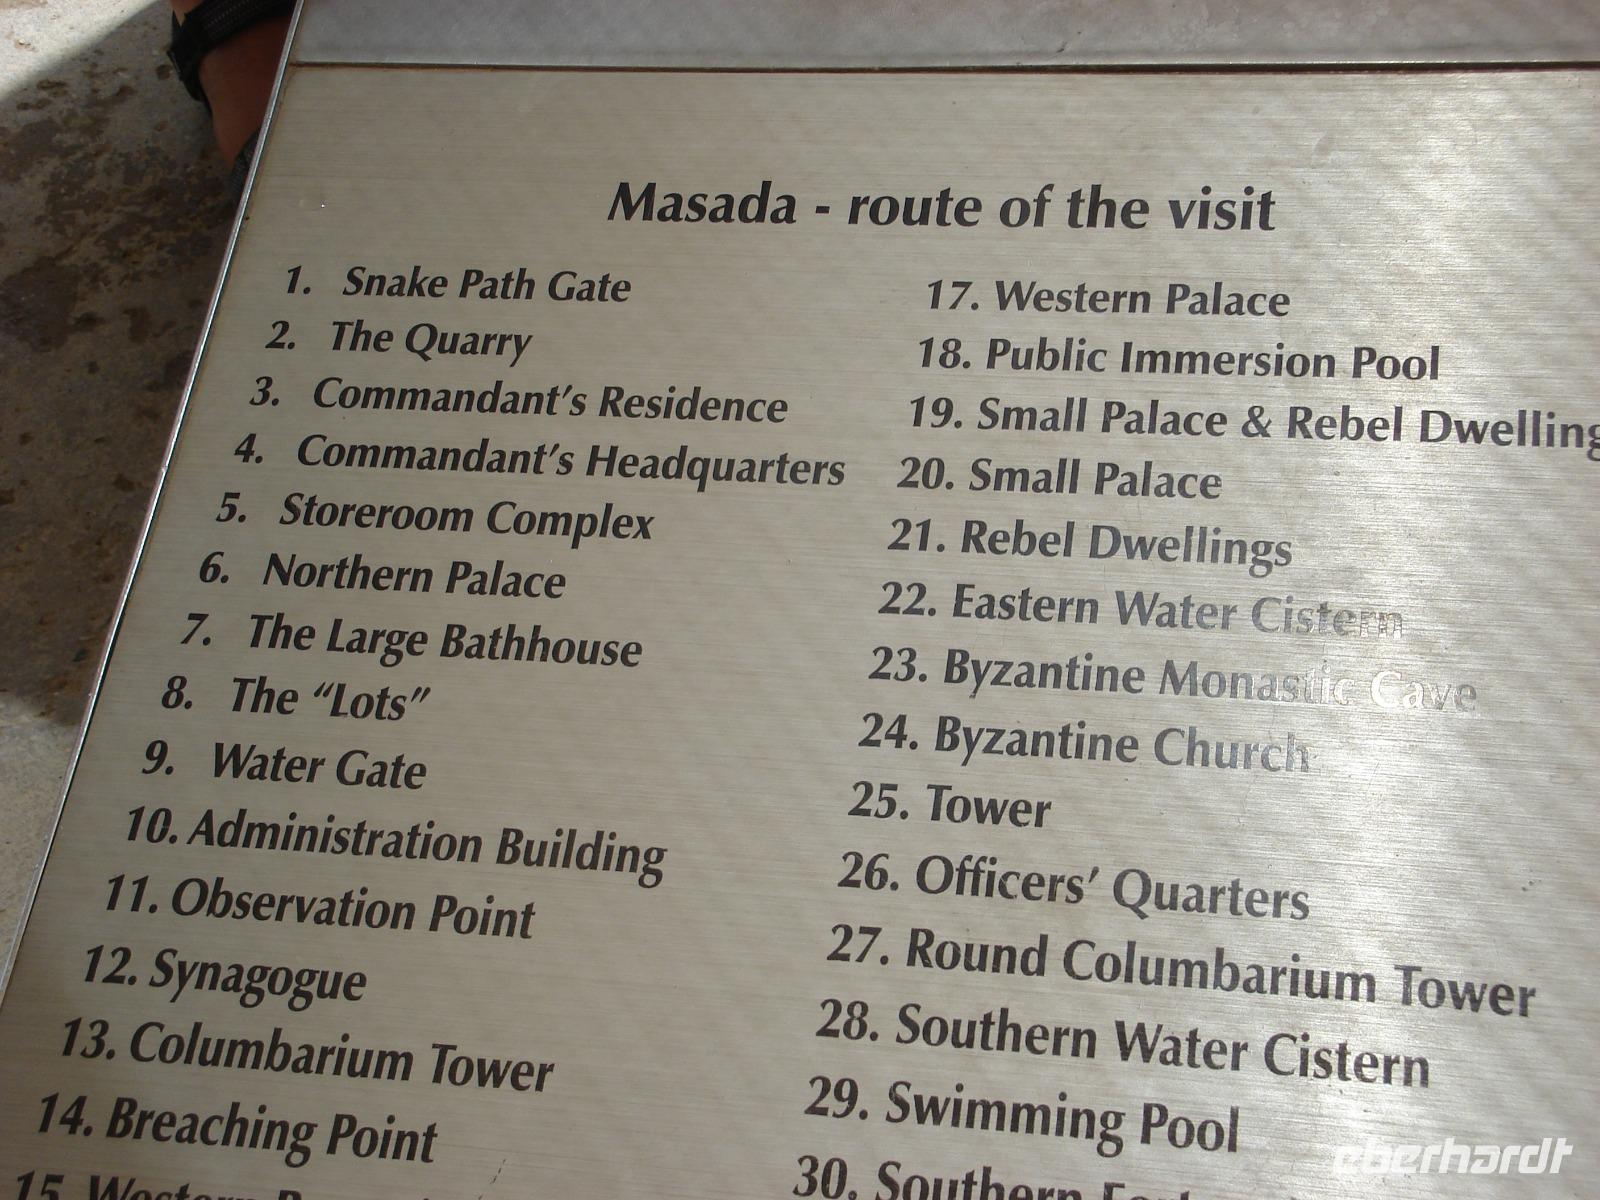 Masada - route of the visit
1. Snake Path Gate
2. The Quarry
3. Commandant's Residence
4. Commandant's Headquarters
5. Storeroom Complex
6. Northern Palace
7. The Large Bathhouse
8. The “Lots”
9. Water Gate
10. Administration Building
11. Observation Point
12. Synagogue
13. Columbarium Tower
14. Breaching Point
15. Western
17. Western Palace
18. Public Immersion Pool
19. Small Palace & Rebel Dwelling
20. Small Palace
21. Rebel Dwellings
22. Eastern Water Cistern
23. Byzantine Monastic Cave
24. Byzantine Church
25. Tower
26. Officers' Quarters
27. Round Columbarium Tower
28. Southern Water Cistern
29. Swimming Pool
30. Southern
eberhardt